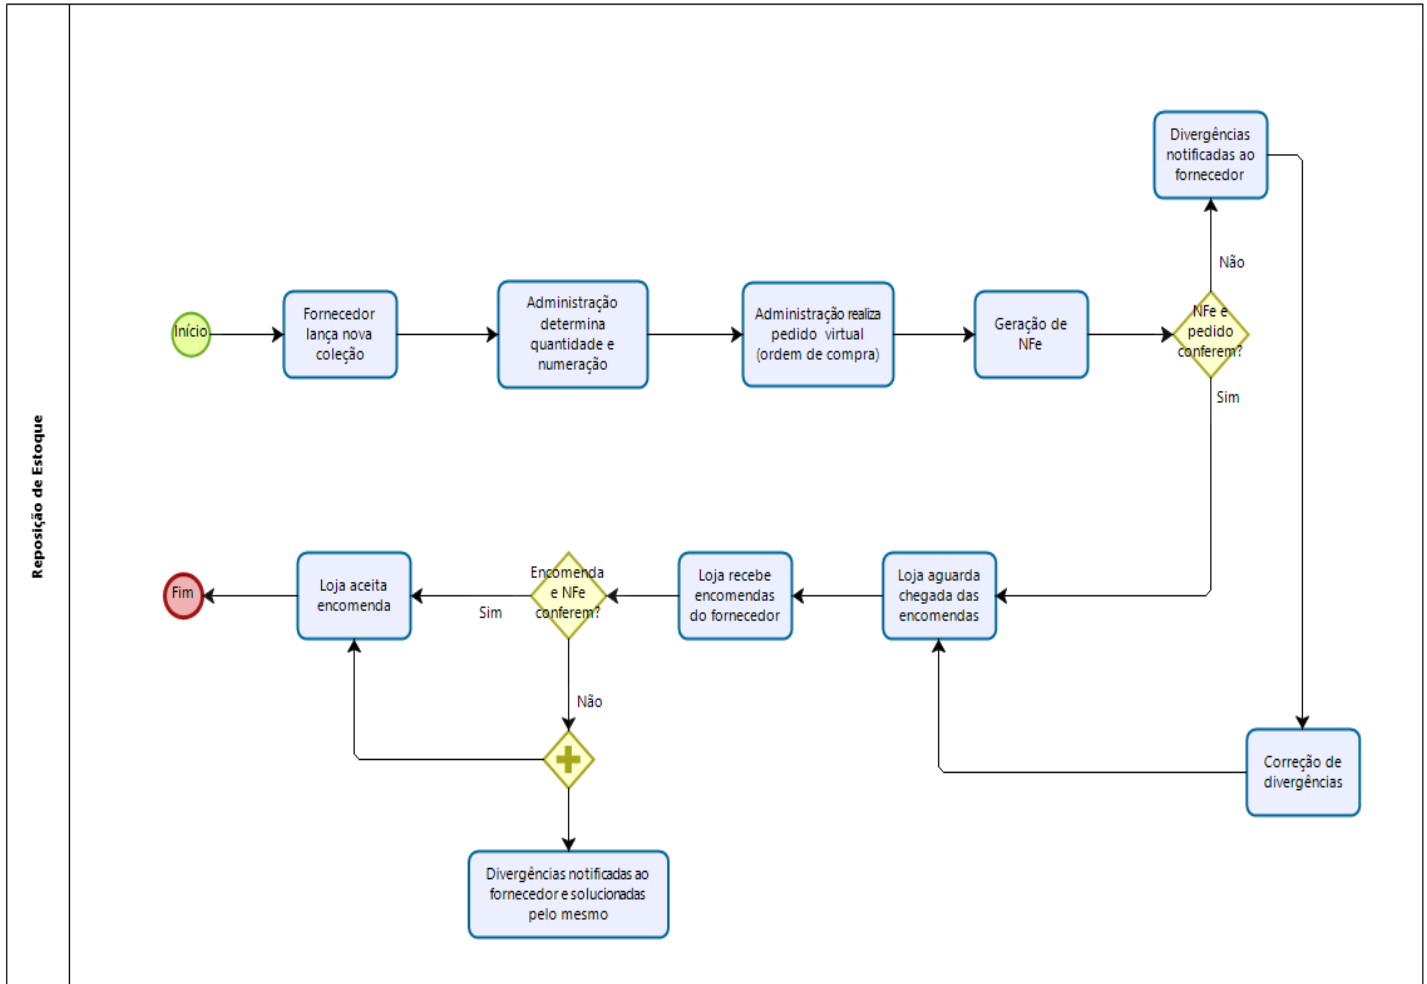 Reposição de Estoque
Início
Fornecedor
lança nova
coleção
Administração
determina
quantidade e
numeração
Administração realiza
pedido virtual
(ordem de compra)
Geração de
NFe
NFe e
pedido
conferem?
Não
Divergências
notificadas ao
fornecedor
Sim
Correção de
divergências
Loja aguarda
chegada das
encomendas
Loja recebe
encomendas
do fornecedor
Encomenda
e NFe
conferem?
Sim
Loja aceita
encomenda
Fim
Não
Divergências notificadas ao
fornecedor e solucionadas
pelo mesmo